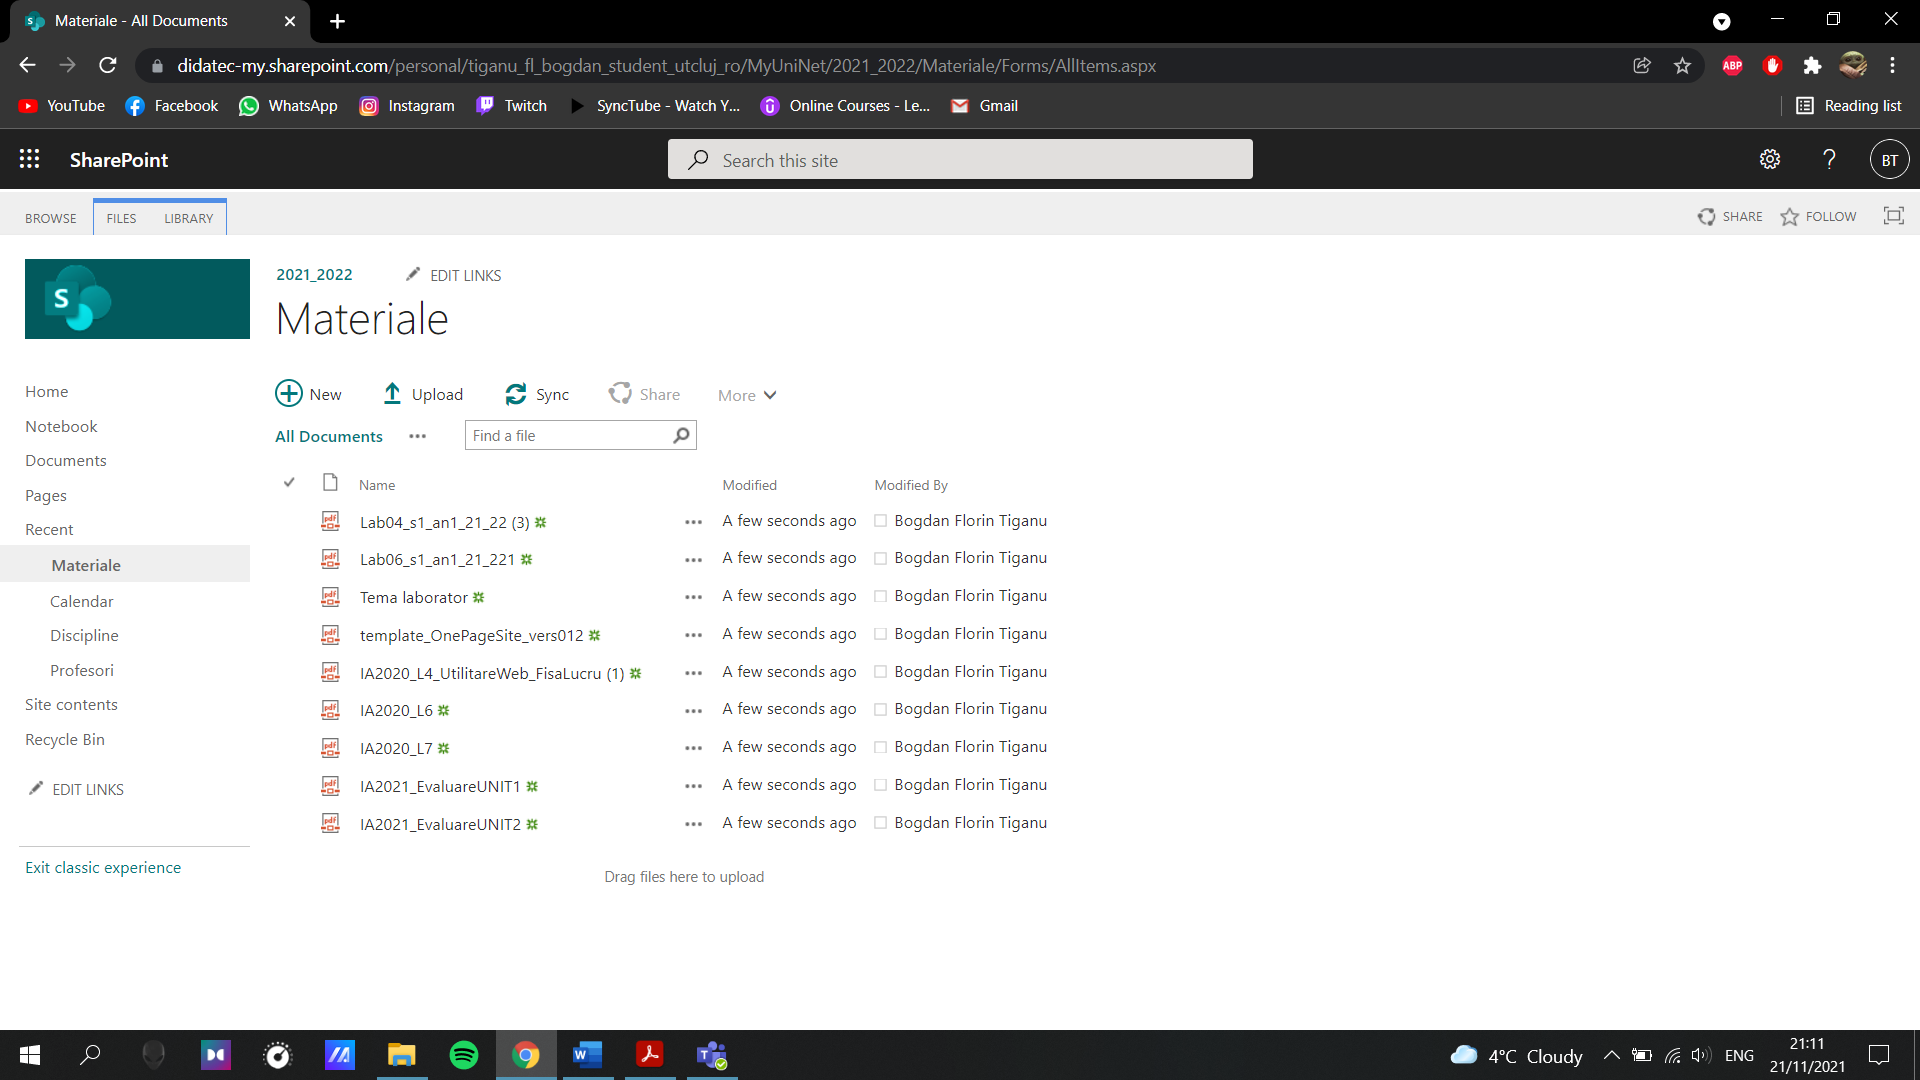 Materiale - All Documents
didatec-my.sharepoint.com/personal/tiganu_fl_bogdan_student_utcluj_ro/MyUniNet/2021_2022/Materiale/Forms/AllItems.aspx
ABP
YouTube Facebook WhatsApp Instagram Twitch SyncTube - Watch Y... Online Courses - Le... Gmail Reading list
SharePoint Search this site ? BT
BROWSE FILES LIBRARY SHARE FOLLOW
S
2021_2022 EDIT LINKS
Materiale
Home
Notebook
Documents
Pages
Recent
Materiale
Calendar
Discipline
Profesori
Site contents
Recycle Bin
EDIT LINKS
Exit classic experience
New Upload Sync Share More
All Documents ... Find a file
Name Modified Modified By
Lab04_s1_an1_21_22 (3) ... A few seconds ago Bogdan Florin Tiganu
Lab06_s1_an1_21_221 ... A few seconds ago Bogdan Florin Tiganu
Tema laborator ... A few seconds ago Bogdan Florin Tiganu
template_OnePageSite_vers012 ... A few seconds ago Bogdan Florin Tiganu
IA2020_L4_UtilitareWeb_FisaLucru (1) ... A few seconds ago Bogdan Florin Tiganu
IA2020_L6 ... A few seconds ago Bogdan Florin Tiganu
IA2020_L7 ... A few seconds ago Bogdan Florin Tiganu
IA2021_EvaluareUNIT1 ... A few seconds ago Bogdan Florin Tiganu
IA2021_EvaluareUNIT2 ... A few seconds ago Bogdan Florin Tiganu
Drag files here to upload
4°C Cloudy ENG 21:11
21/11/2021